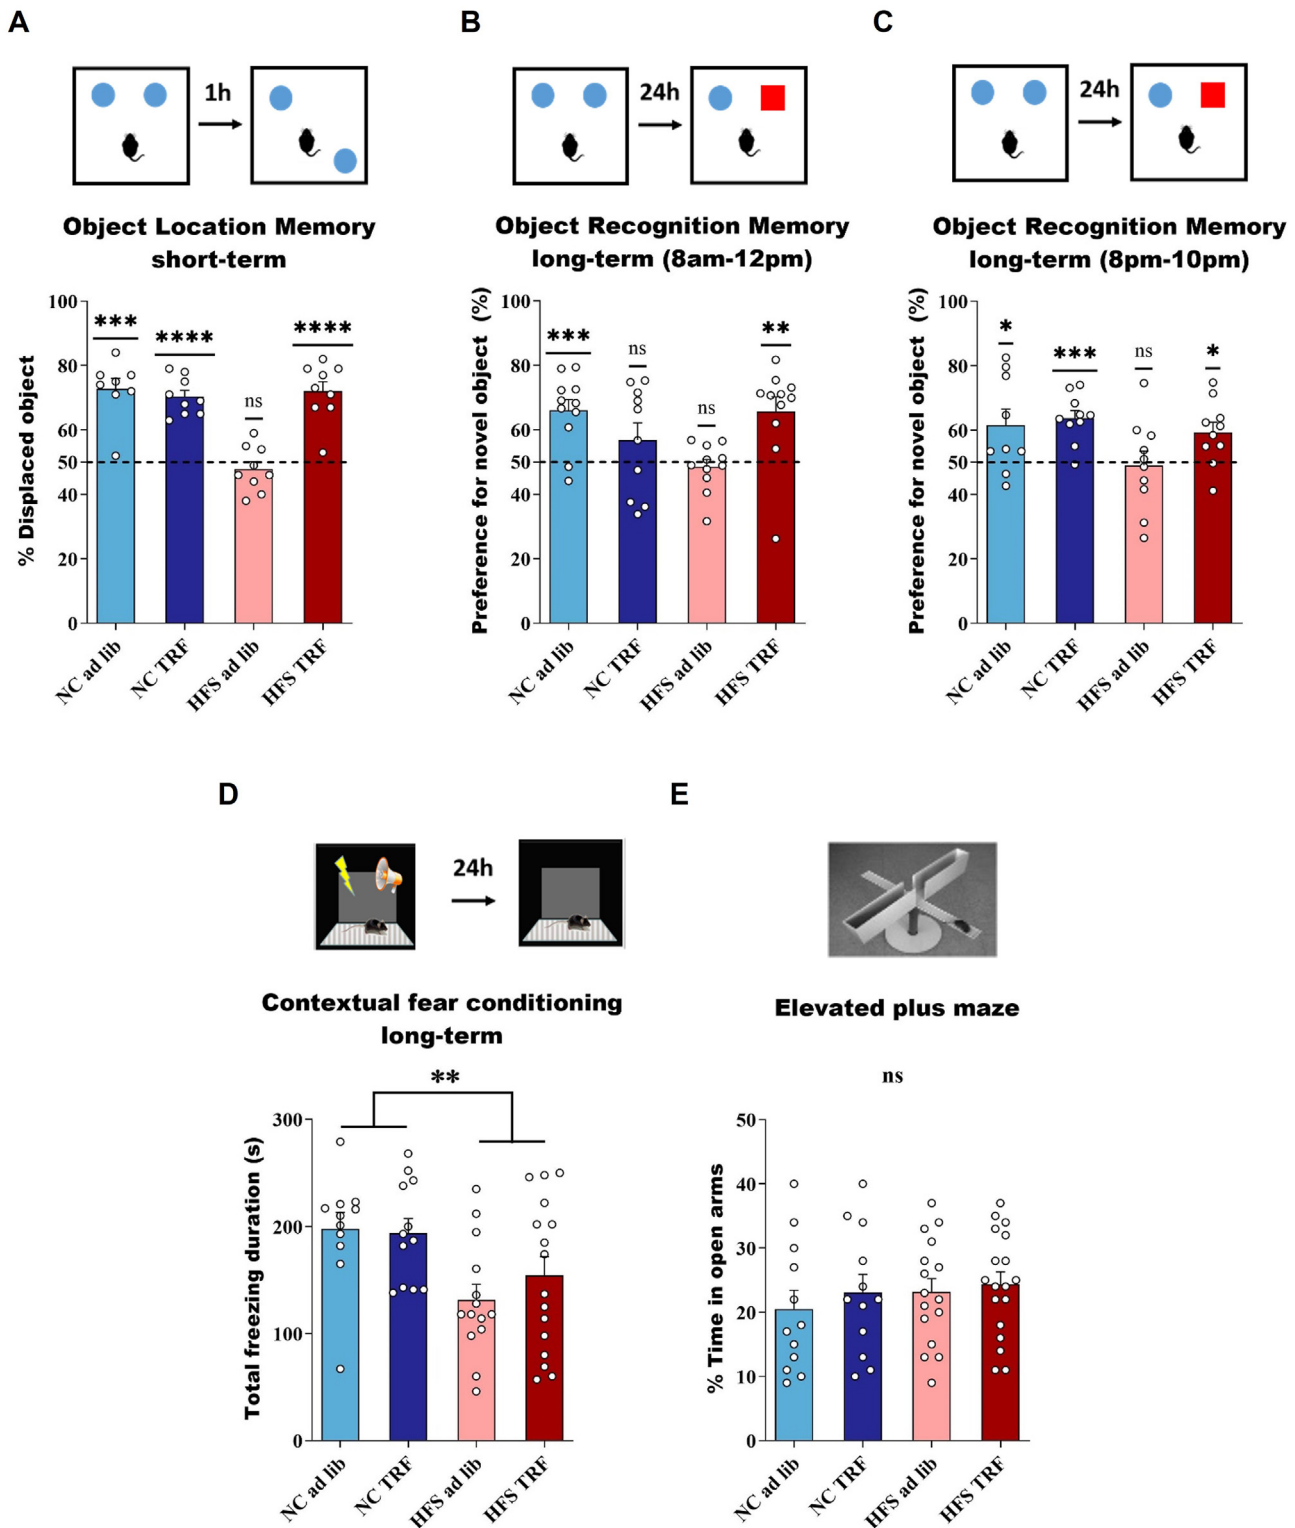 A
B
C
1h
24h
24h
Object Location Memory
short-term
Object Recognition Memory
long-term (8am-12pm)
Object Recognition Memory
long-term (8pm-10pm)
% Displaced object
100
80
60
50
40
20
0
***
****
ns
****
NC ad lib
NC TRF
HFS ad lib
HFS TRF
Preference for novel object (%)
100
80
60
50
40
20
0
***
ns
ns
**
NC ad lib
NC TRF
HFS ad lib
HFS TRF
Preference for novel object (%)
100
80
60
50
40
20
0
*
***
ns
*
NC ad lib
NC TRF
HFS ad lib
HFS TRF
D
E
24h
Contextual fear conditioning
long-term
Elevated plus maze
**
Total freezing duration (s)
300
200
100
0
NC ad lib
NC TRF
HFS ad lib
HFS TRF
ns
% Time in open arms
50
40
30
20
10
0
NC ad lib
NC TRF
HFS ad lib
HFS TRF